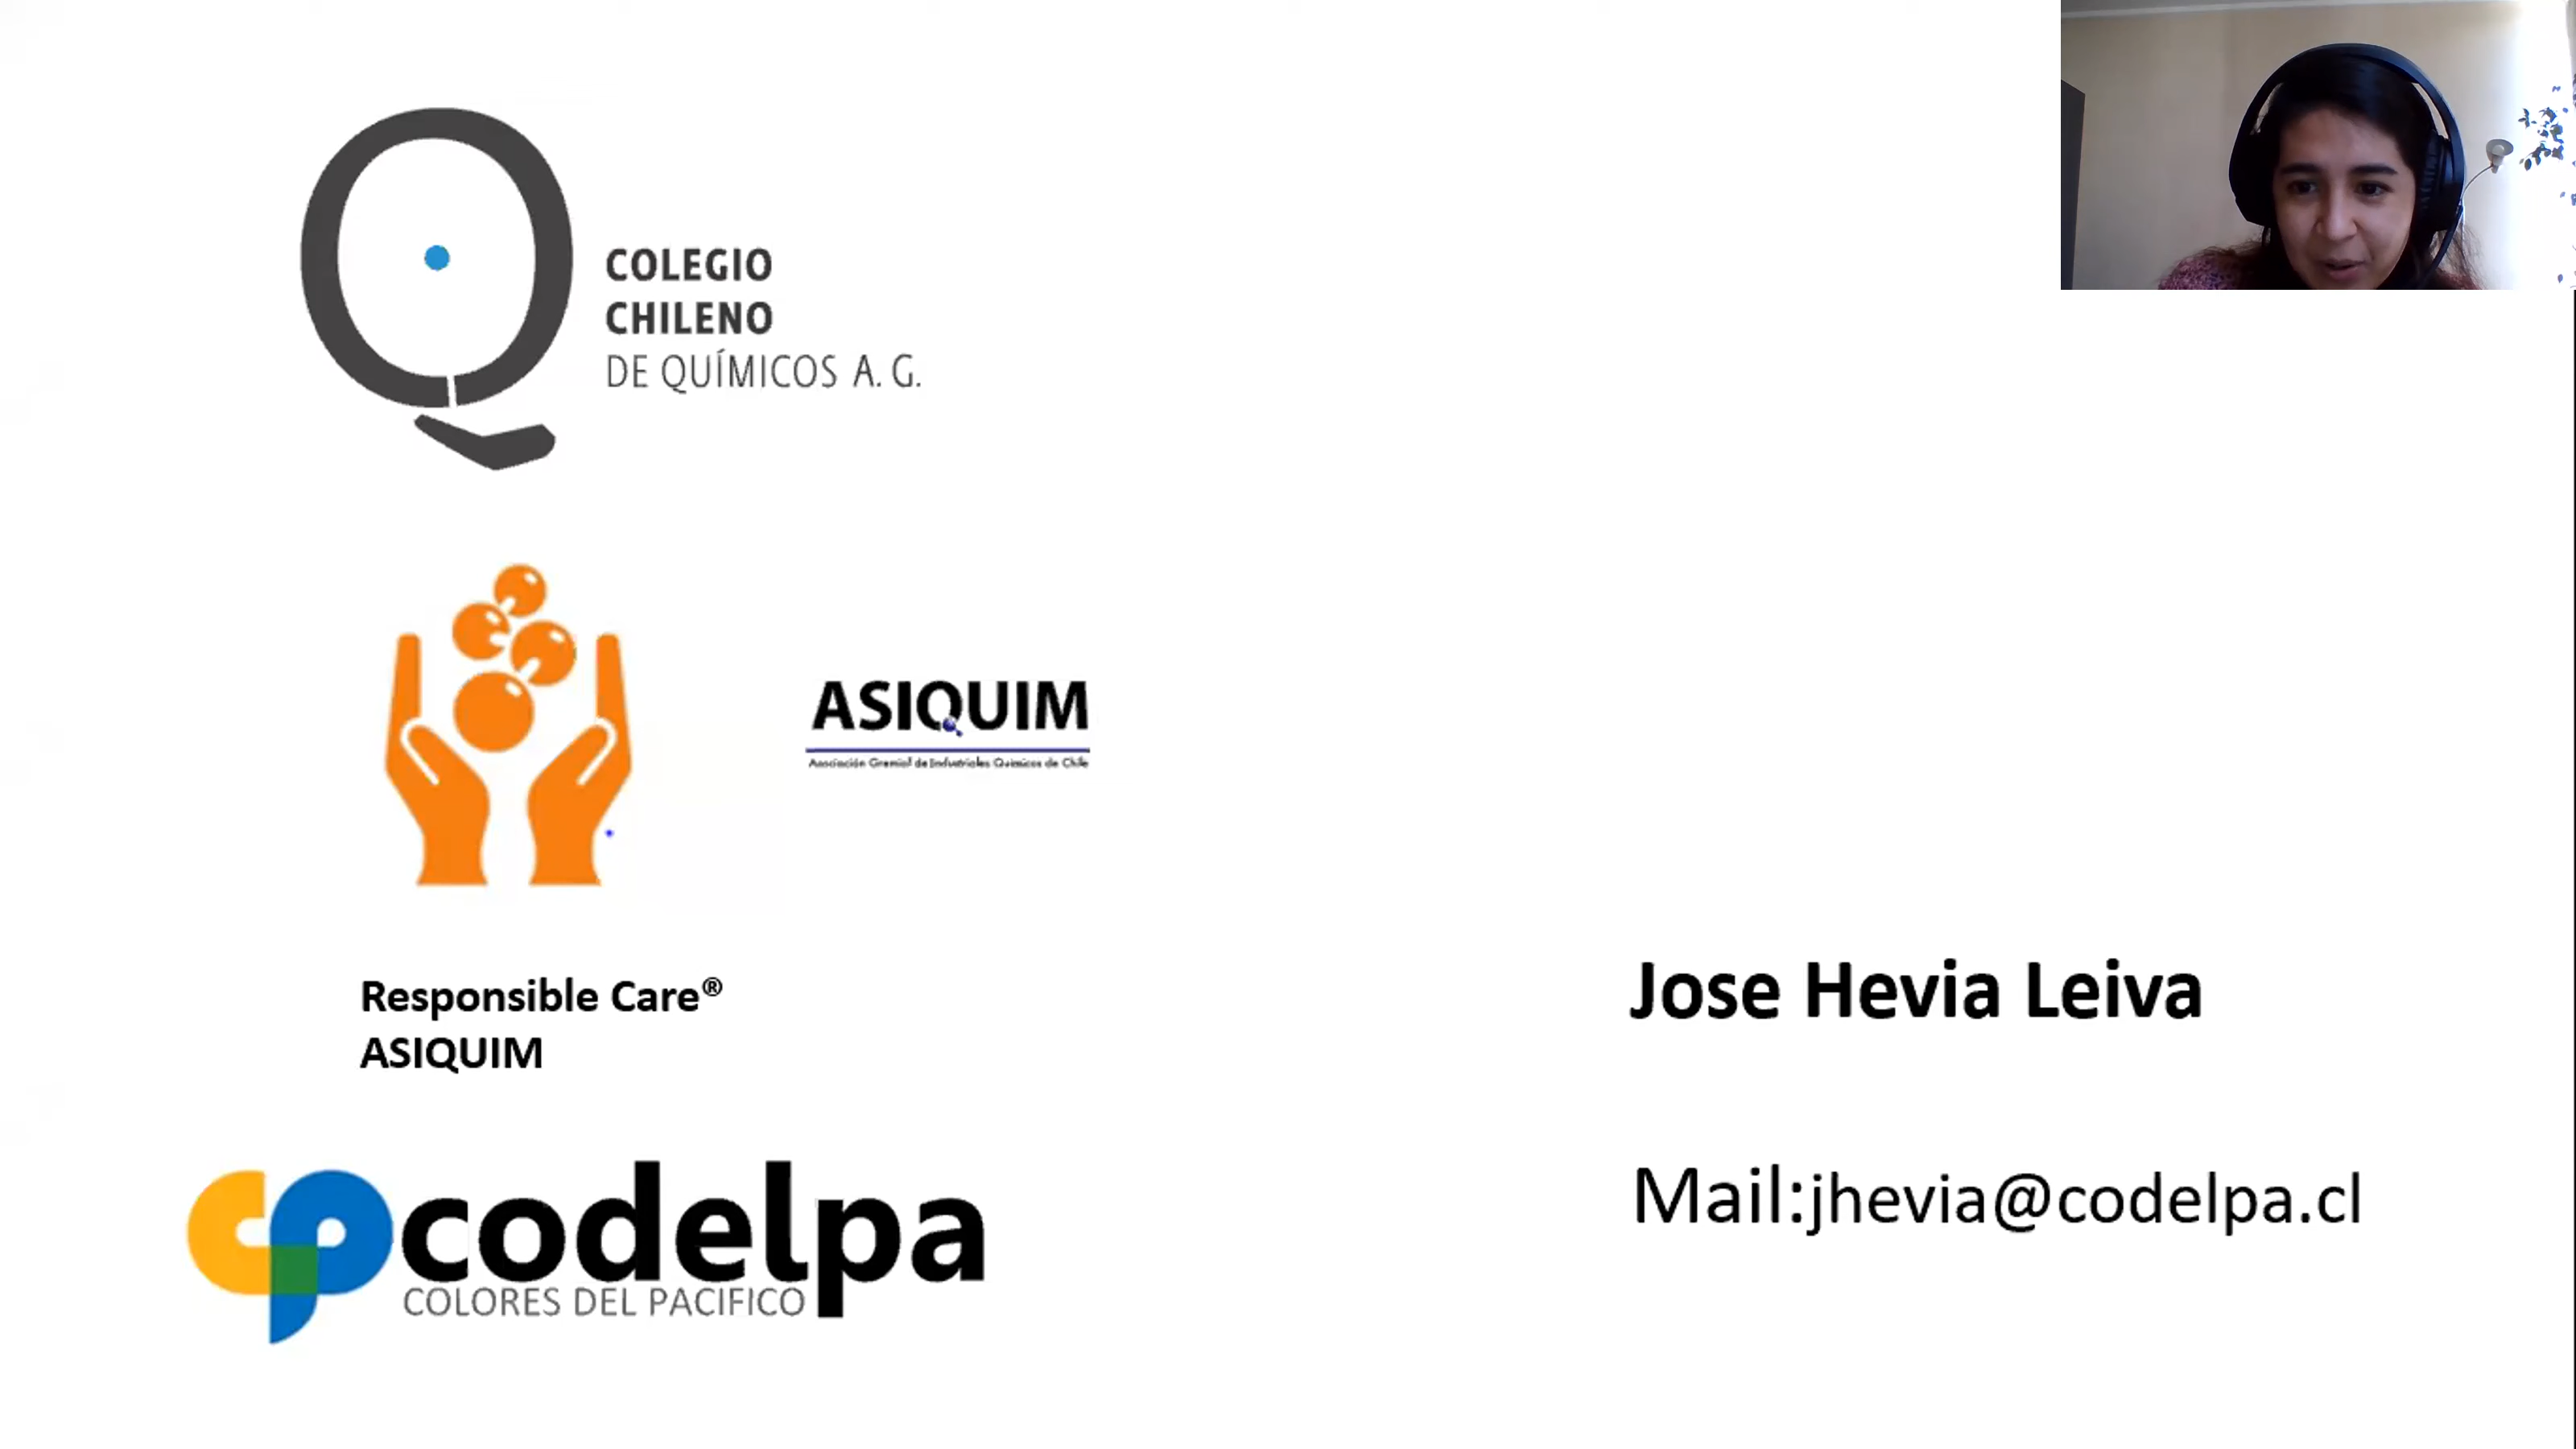 COLEGIO
CHILENO
DE QUÍMICOS A. G.
ASIQUIM
Asociación Gremial de Industriales Químicos de Chile
Responsible Care®
ASIQUIM
Jose Hevia Leiva
Mail:jhevia@codelpa.cl
codelpa
COLORES DEL PACIFICO